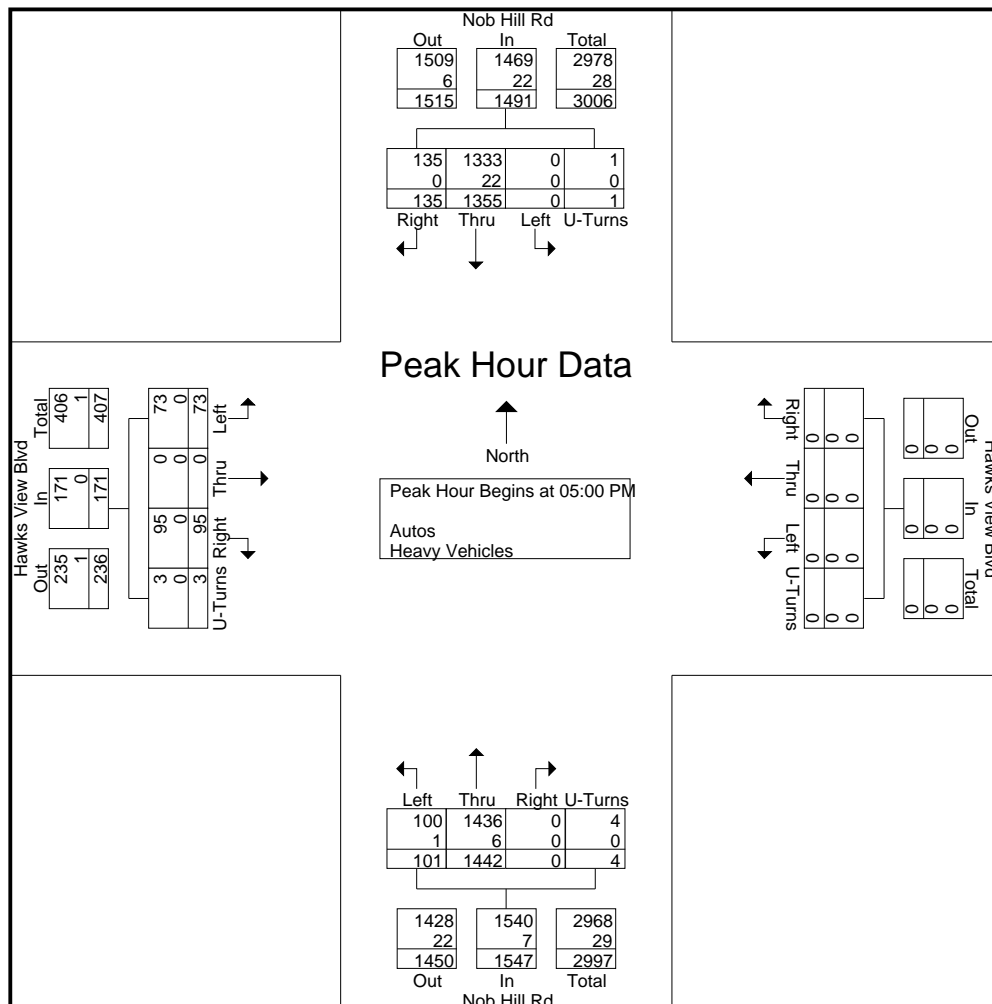 Nob Hill Rd
Out In Total
1509 1469 2978
6 22 28
1515 1491 3006
135 1333 0 1
0 22 0 0
135 1355 0 1
Right Thru Left U-Turns
Peak Hour Data
North
Peak Hour Begins at 05:00 PM
Autos
Heavy Vehicles
Hawks View Blvd
Total In Out
406 171 235
1 0 1
407 171 236
73 0 95 3
0 0 0 0
73 0 95 3
Left Thru Right U-Turns
Right Thru Left U-Turns
0 0 0 0
0 0 0 0
0 0 0 0
0 0 0
0 0 0
0 0 0
Out In Total
Hawks View Blvd
Left Thru Right U-Turns
100 1436 0 4
1 6 0 0
101 1442 0 4
1428 1540 2968
22 7 29
1450 1547 2997
Out In Total
Nob Hill Rd